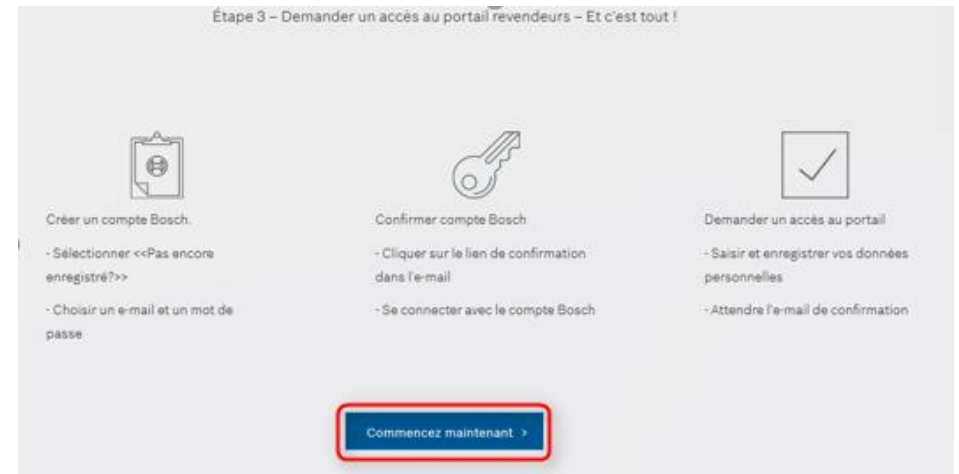 Étape 3 – Demander un accès au portail revendeurs – Et c'est tout !
Créer un compte Bosch.
- Sélectionner <<Pas encore
enregistré?>>
- Choisir un e-mail et un mot de
passe
Confirmer compte Bosch
- Cliquer sur le lien de confirmation
dans l'e-mail
- Se connecter avec le compte Bosch
Demander un accès au portail
- Saisir et enregistrer vos données
personnelles
- Attendre l'e-mail de confirmation
Commencez maintenant >